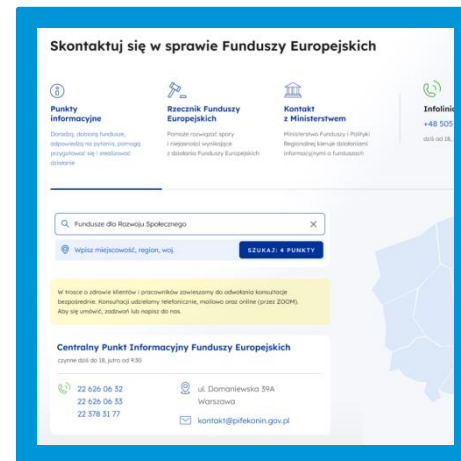 Skontaktuj się w sprawie Funduszy Europejskich
Punkty
informacyjne
Doradzą, dobiorą fundusze,
odpowiedzą na pytania, pomogą
przygotować się i zrealizować
działanie
Rzecznik Funduszy
Europejskich
Pomoże rozwiązać spory
i niejasności wynikające
z działania Funduszy Europejskich
Kontakt
z Ministerstwem
Ministerstwo Funduszy i Polityki
Regionalnej kieruje działaniami
informacyjnymi o funduszach
Infolinia
+48 505
dziś od 18,
Fundusze dla Rozwoju Społecznego
Wpisz miejscowość, region, woj.
SZUKAJ: 4 PUNKTY
W trosce o zdrowie klientów i pracowników zawieszamy do odwołania konsultacje
bezpośrednie. Konsultacji udzielamy telefonicznie, mailowo oraz online (przez ZOOM).
Aby się umówić, zadzwoń lub napisz do nas.
Centralny Punkt Informacyjny Funduszy Europejskich
czynne dziś do 18, jutro od 9:30
22 626 06 32
22 626 06 33
22 378 31 77
ul. Domaniewska 39A
Warszawa
kontakt@pifekonin.gov.pl